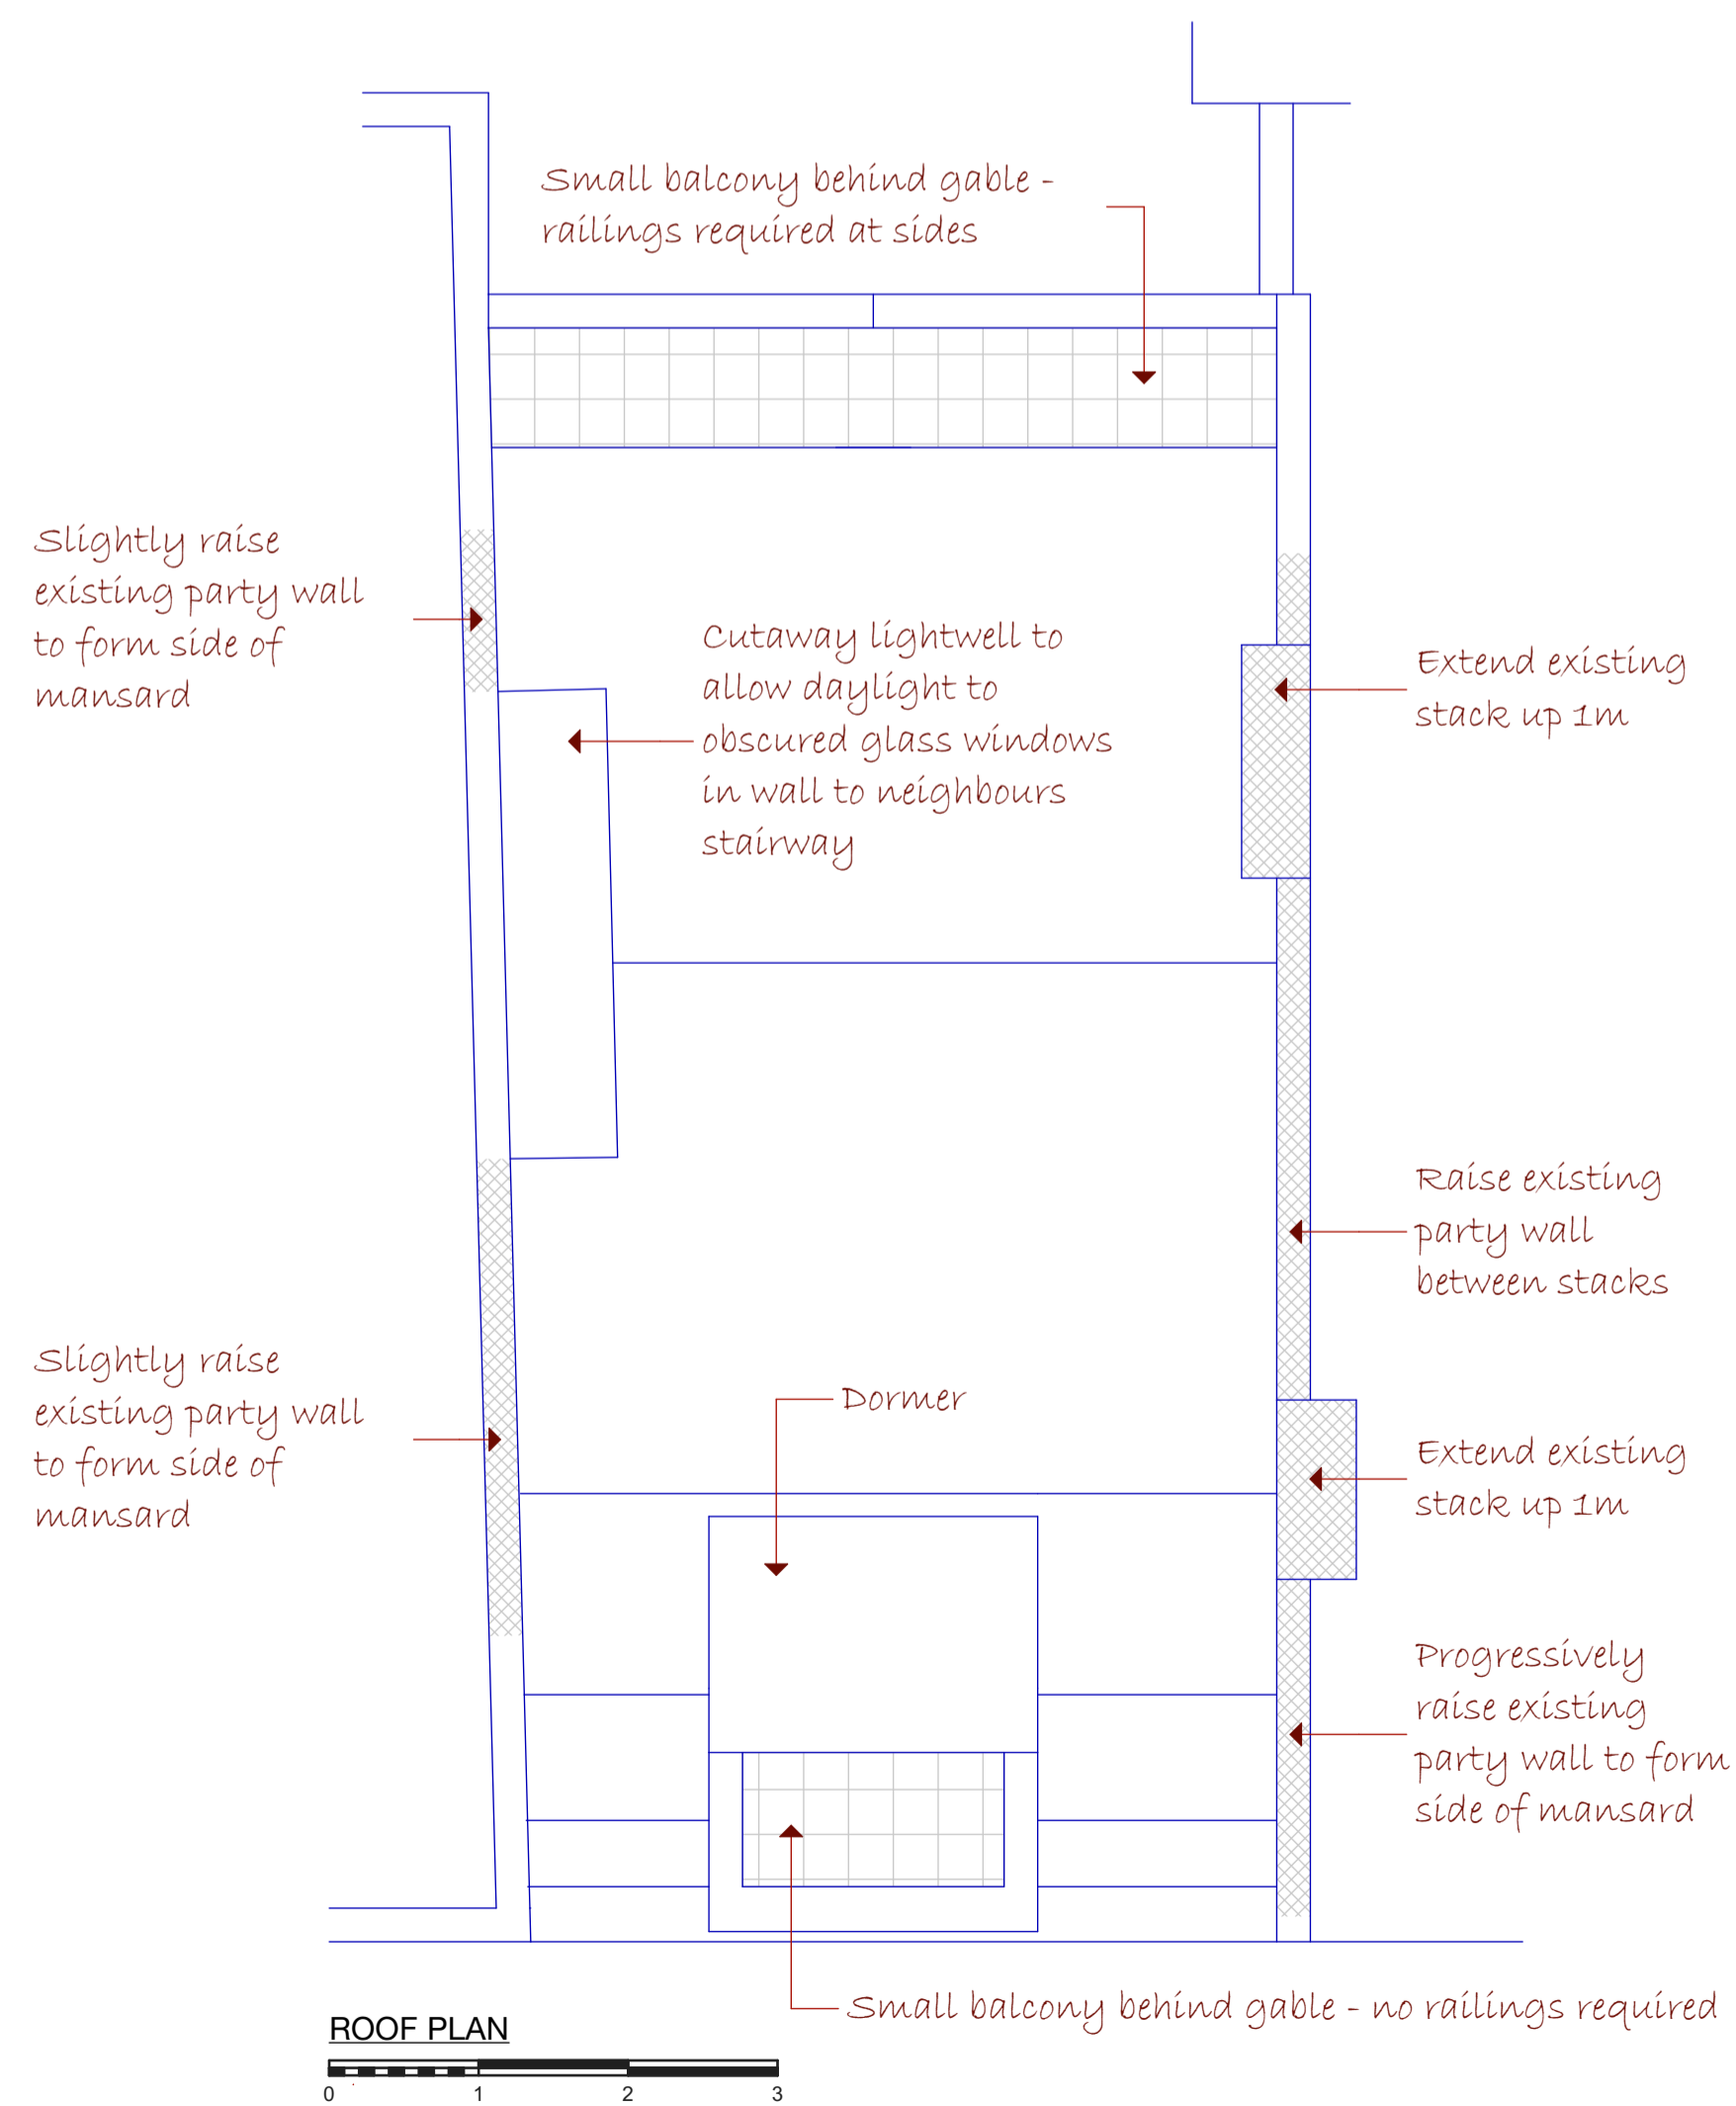 Small balcony behind gable -
railings required at sides
Slightly raise
existing party wall
to form side of
mansard
Cutaway lightwell to
allow daylight to
obscured glass windows
in wall to neighbours
stairway
Extend existing
stack up 1m
Raise existing
party wall
between stacks
Slightly raise
existing party wall
to form side of
mansard
Dormer
Extend existing
stack up 1m
Progressively
raise existing
party wall to form
side of mansard
Small balcony behind gable - no railings required
ROOF PLAN
0 1 2 3